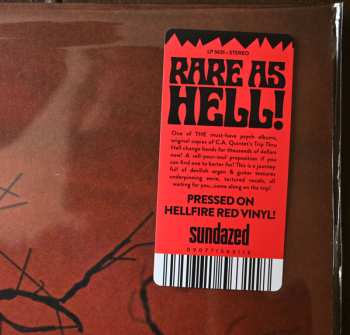 LP 5631 • STEREO
RARE AS
HELL!
One of THE must-have psych albums,
original copies of C.A. Quintet's Trip Thru
Hell change hands for thousands of dollars
now! A sell-your-soul proposition if you
can find one to barter for! This is a journey
full of devilish organ & guitar textures
underpinning eerie, tortured vocals, all
waiting for you...come along on the trip!
PRESSED ON
HELLFIRE RED VINYL!
sundazed